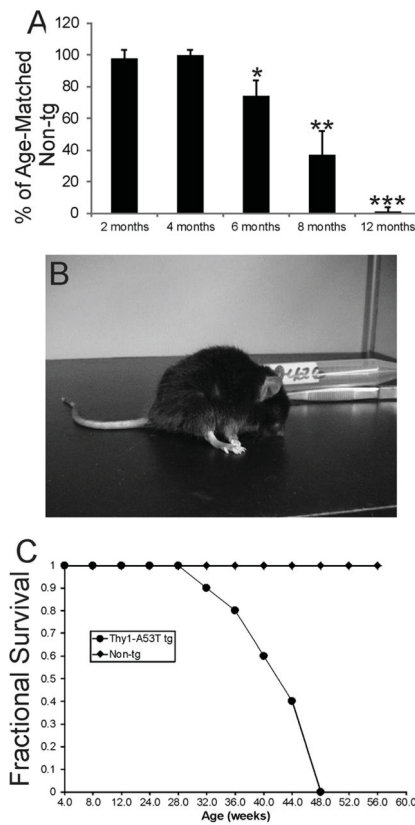 A
% of Age-Matched
Non-tg
120
100
80
60
40
20
0
*
**
***
2 months 4 months 6 months 8 months 12 months
B
C
Fractional Survival
1
0.9
0.8
0.7
0.6
0.5
0.4
0.3
0.2
0.1
0
Thy1-A53T tg
Non-tg
4.0 8.0 12.0 24.0 28.0 32.0 36.0 40.0 44.0 48.0 52.0 56.0
Age (weeks)